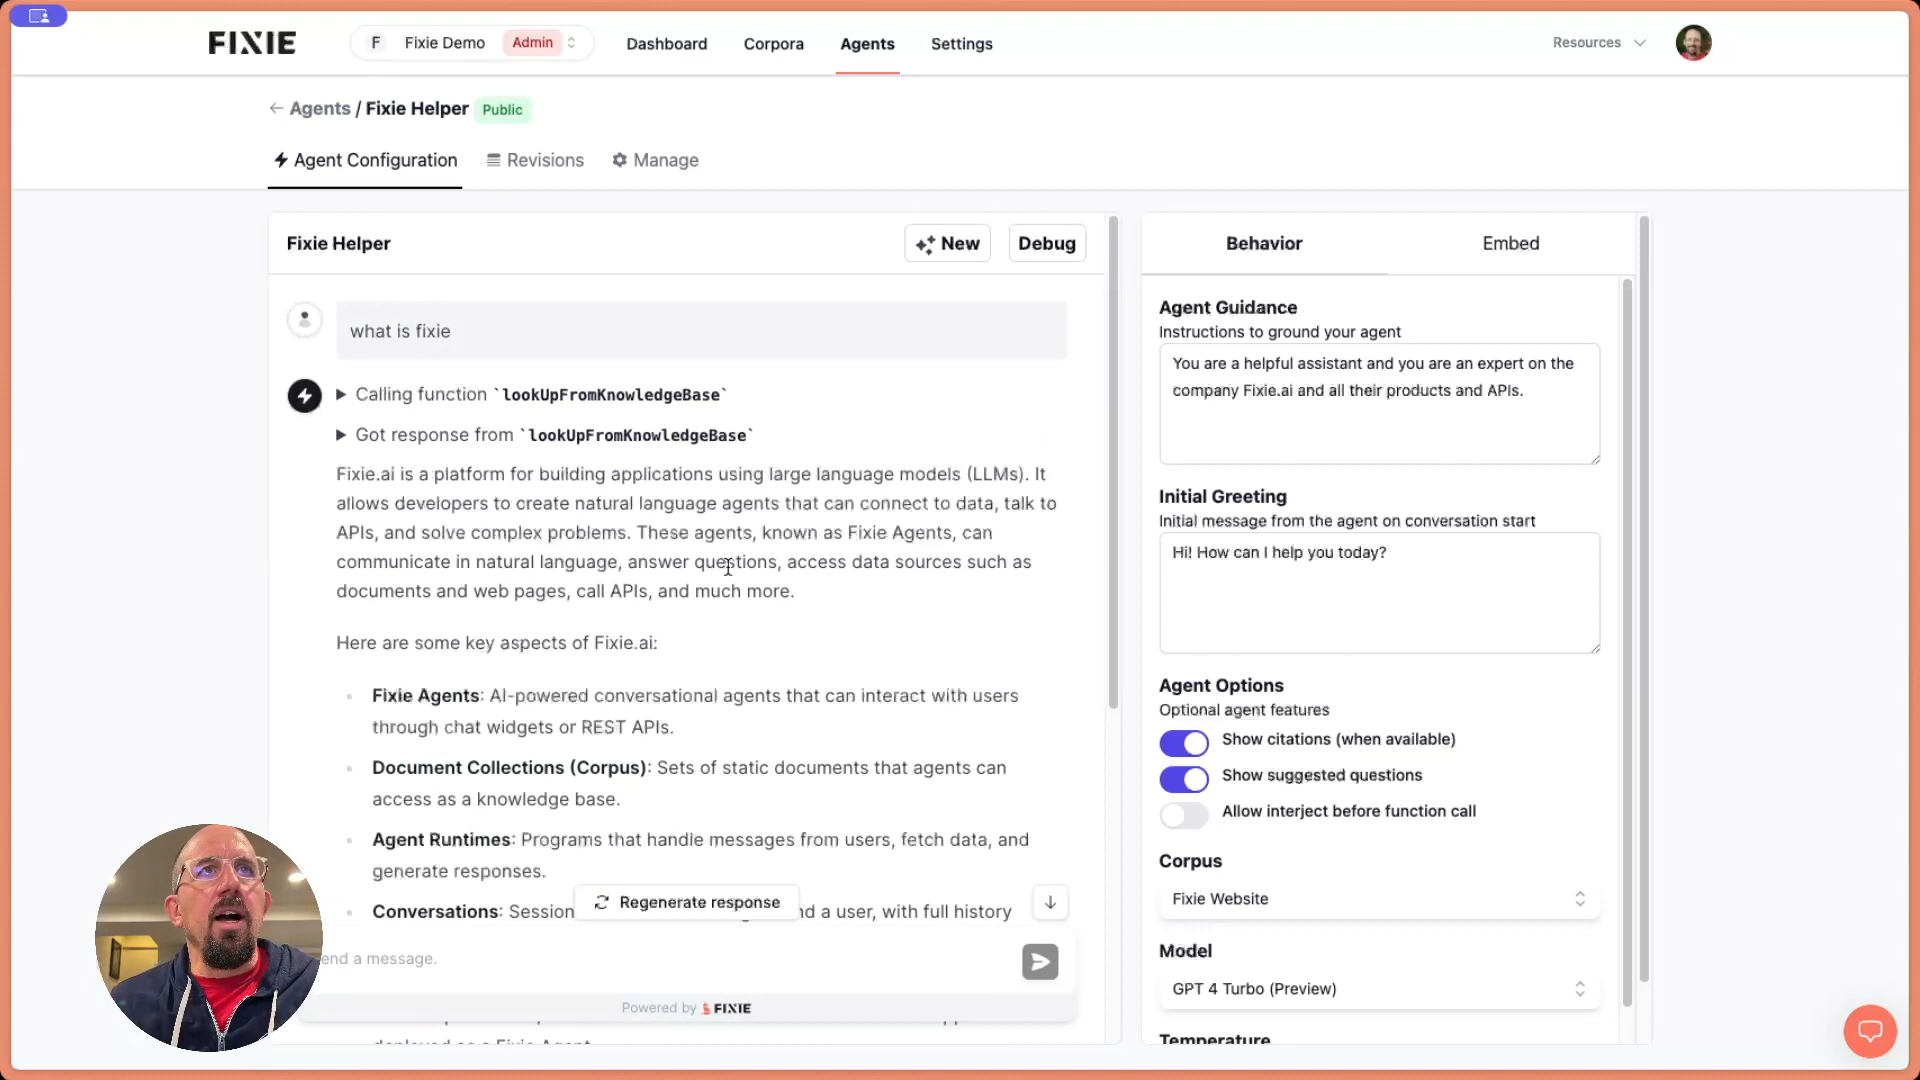 FIXIE
F Fixie Demo Admin
Dashboard
Corpora
Agents
Settings
Resources
← Agents / Fixie Helper Public
Agent Configuration
Revisions
Manage
Fixie Helper
New
Debug
what is fixie
Calling function `lookUpFromKnowledgeBase`
Got response from `lookUpFromKnowledgeBase`
Fixie.ai is a platform for building applications using large language models (LLMs). It
allows developers to create natural language agents that can connect to data, talk to
APIs, and solve complex problems. These agents, known as Fixie Agents, can
communicate in natural language, answer questions, access data sources such as
documents and web pages, call APIs, and much more.
Here are some key aspects of Fixie.ai:
Fixie Agents: AI-powered conversational agents that can interact with users
through chat widgets or REST APIs.
Document Collections (Corpus): Sets of static documents that agents can
access as a knowledge base.
Agent Runtimes: Programs that handle messages from users, fetch data, and
generate responses.
Conversations: Session
a user, with full history
Regenerate response
end a message.
Powered by FIXIE
deployed as a Fixie Agent
Behavior
Embed
Agent Guidance
Instructions to ground your agent
You are a helpful assistant and you are an expert on the
company Fixie.ai and all their products and APIs.
Initial Greeting
Initial message from the agent on conversation start
Hi! How can I help you today?
Agent Options
Optional agent features
Show citations (when available)
Show suggested questions
Allow interject before function call
Corpus
Fixie Website
Model
GPT 4 Turbo (Preview)
Temperature